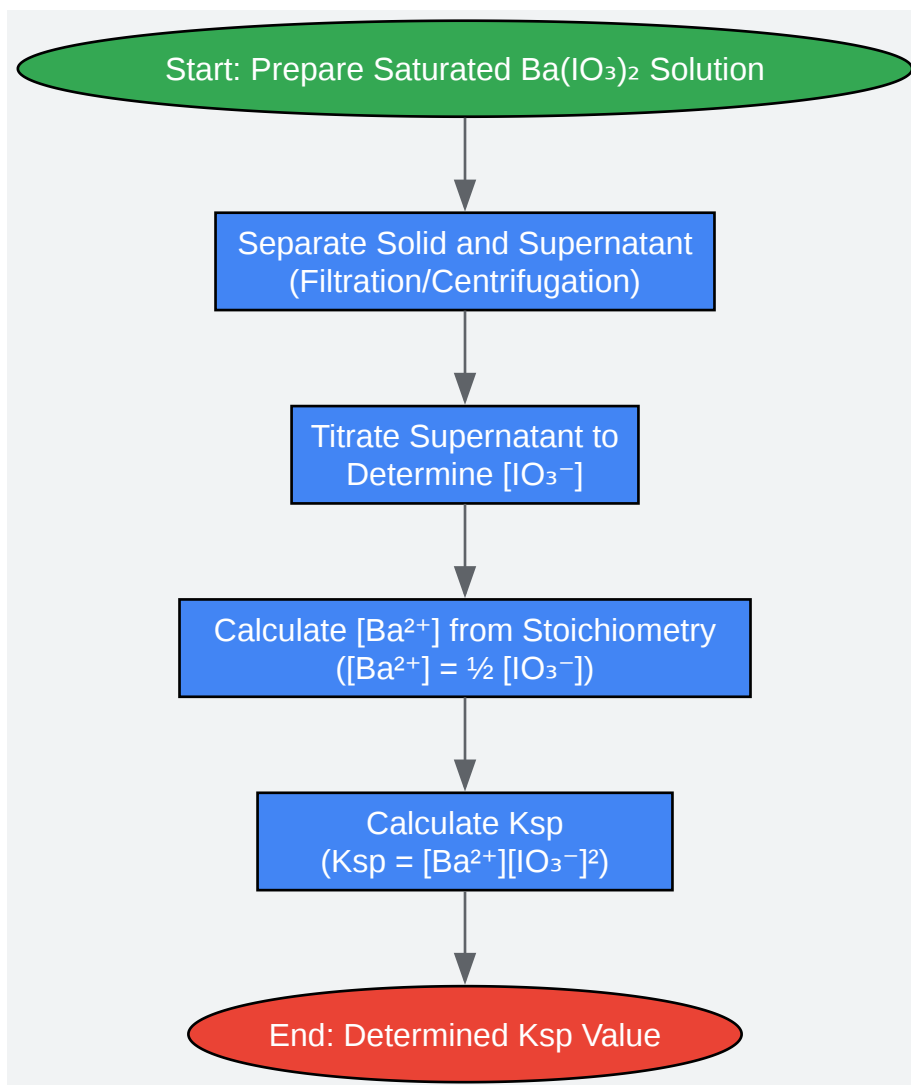 Start: Prepare Saturated Ba(IO₃)₂ Solution
Separate Solid and Supernatant
(Filtration/Centrifugation)
Titrate Supernatant to
Determine [IO₃⁻]
Calculate [Ba²⁺] from Stoichiometry
([Ba²⁺] = ½ [IO₃⁻])
Calculate Ksp
(Ksp = [Ba²⁺][IO₃⁻]²)
End: Determined Ksp Value